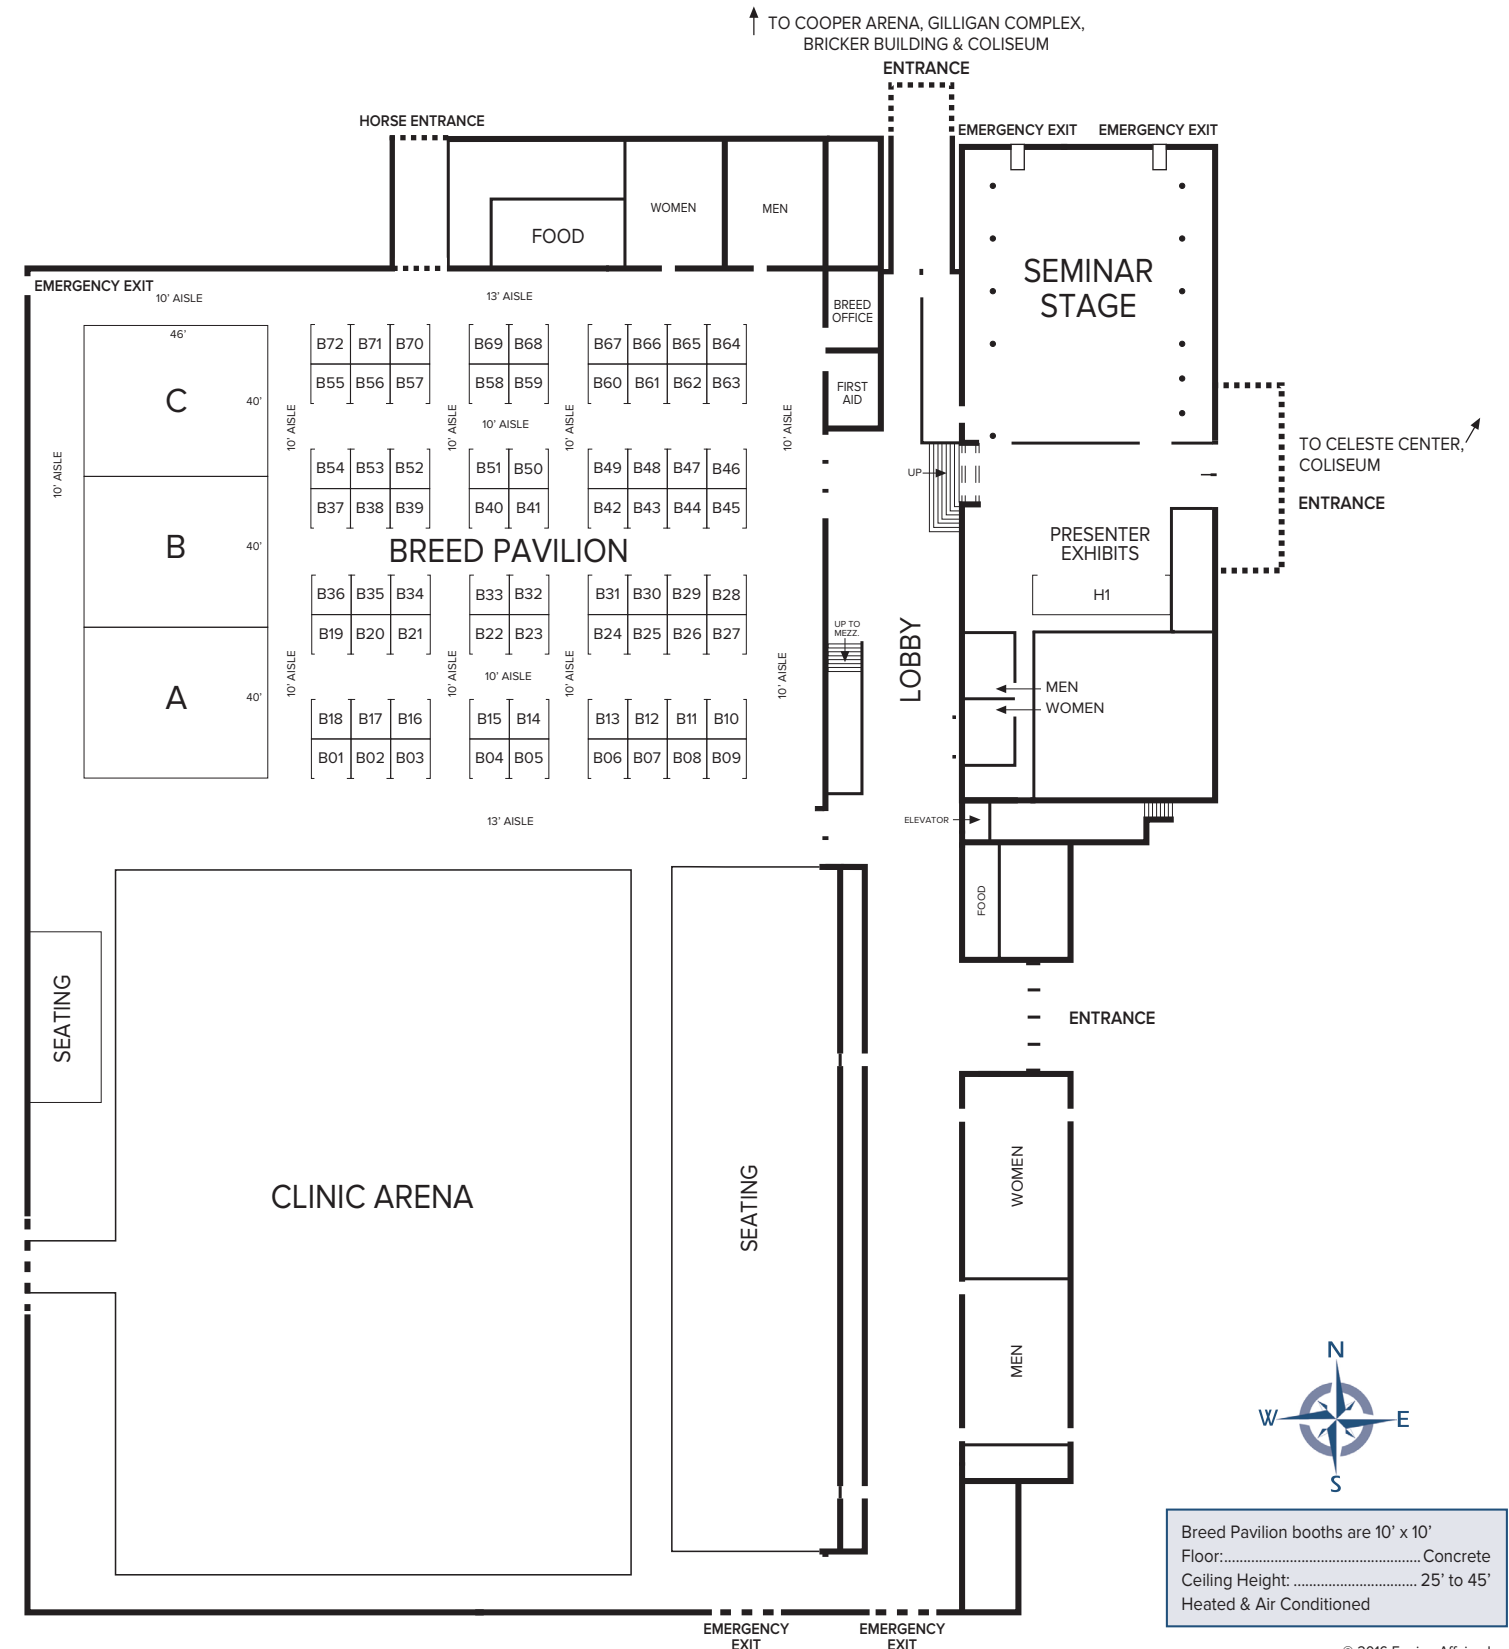 TO COOPER ARENA, GILLIGAN COMPLEX,
BRICKER BUILDING & COLISEUM
ENTRANCE
HORSE ENTRANCE
EMERGENCY EXIT
EMERGENCY EXIT
WOMEN
MEN
FOOD
SEMINAR
STAGE
EMERGENCY EXIT
10’ AISLE
13’ AISLE
BREED
OFFICE
46’
C
40’
B72 B71 B70 B69 B68 B67 B66 B65 B64
B55 B56 B57 B58 B59 B60 B61 B62 B63
FIRST
AID
10’ AISLE
10’ AISLE
10’ AISLE
10’ AISLE
10’ AISLE
10’ AISLE
TO CELESTE CENTER,
COLISEUM
ENTRANCE
UP
B54 B53 B52 B51 B50 B49 B48 B47 B46
B37 B38 B39 B40 B41 B42 B43 B44 B45
B
40’
BREED PAVILION
PRESENTER
EXHIBITS
H1
B36 B35 B34 B33 B32 B31 B30 B29 B28
B19 B20 B21 B22 B23 B24 B25 B26 B27
UP TO
MEZZ.
LOBBY
10’ AISLE
10’ AISLE
10’ AISLE
10’ AISLE
10’ AISLE
A
40’
MEN
WOMEN
B18 B17 B16 B15 B14 B13 B12 B11 B10
B01 B02 B03 B04 B05 B06 B07 B08 B09
13’ AISLE
ELEVATOR
FOOD
SEATING
ENTRANCE
CLINIC ARENA
SEATING
WOMEN
MEN
N
W E
S
Breed Pavilion booths are 10’ x 10’
Floor:.................................................. Concrete
Ceiling Height: ............................... 25’ to 45’
Heated & Air Conditioned
EMERGENCY
EXIT
EMERGENCY
EXIT